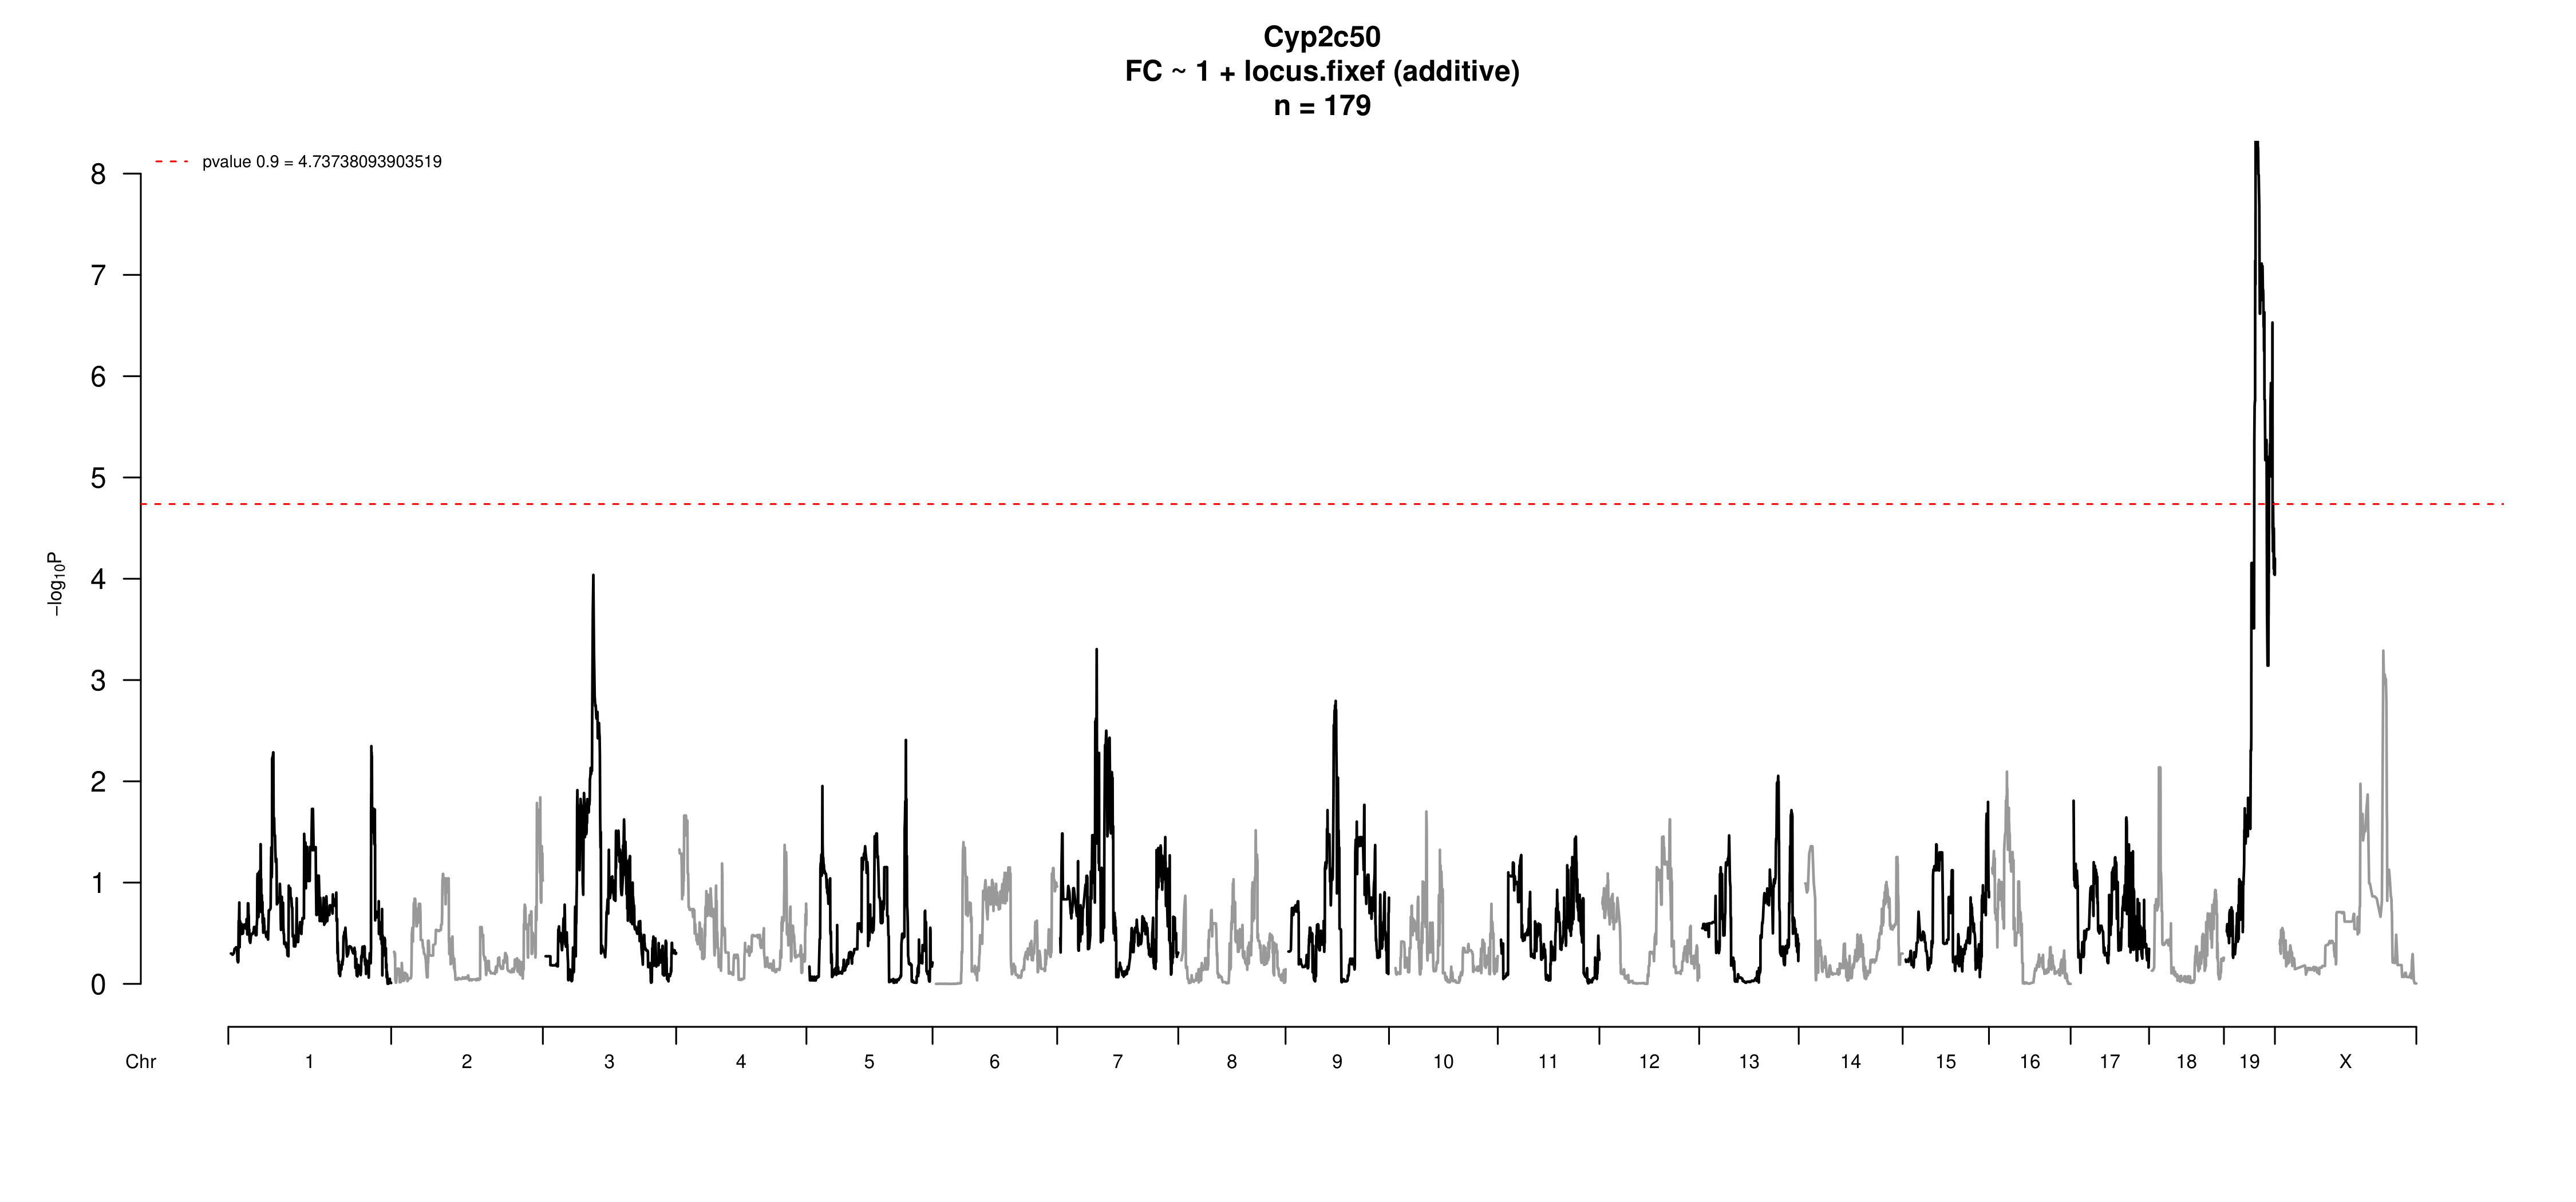 Cyp2c50
FC ~ 1 + locus.fixef (additive)
n = 179
pvalue 0.9 = 4.73738093903519
8
7
6
5
4
3
2
1
0
−log₁₀P
Chr 1 2 3 4 5 6 7 8 9 10 11 12 13 14 15 16 17 18 19 X